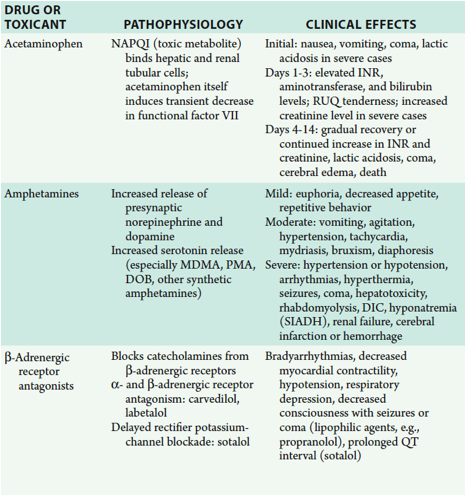 DRUG OR
TOXICANT
PATHOPHYSIOLOGY
CLINICAL EFFECTS
Acetaminophen
NAPQI (toxic metabolite)
binds hepatic and renal
tubular cells;
acetaminophen itself
induces transient decrease
in functional factor VII
Initial: nausea, vomiting, coma, lactic
acidosis in severe cases
Days 1-3: elevated INR,
aminotransferase, and bilirubin
levels; RUQ tenderness; increased
creatinine level in severe cases
Days 4-14: gradual recovery or
continued increase in INR and
creatinine, lactic acidosis, coma,
cerebral edema, death
Amphetamines
Increased release of
presynaptic
norepinephrine and
dopamine
Increased serotonin release
(especially MDMA, PMA,
DOB, other synthetic
amphetamines)
Mild: euphoria, decreased appetite,
repetitive behavior
Moderate: vomiting, agitation,
hypertension, tachycardia,
mydriasis, bruxism, diaphoresis
Severe: hypertension or hypotension,
arrhythmias, hyperthermia,
seizures, coma, hepatotoxicity,
rhabdomyolysis, DIC, hyponatremia
(SIADH), renal failure, cerebral
infarction or hemorrhage
β-Adrenergic
receptor
antagonists
Blocks catecholamines from
β-adrenergic receptors
α- and β-adrenergic receptor
antagonism: carvedilol,
labetalol
Delayed rectifier potassium-
channel blockade: sotalol
Bradyarrhythmias, decreased
myocardial contractility,
hypotension, respiratory
depression, decreased
consciousness with seizures or
coma (lipophilic agents, e.g.,
propranolol), prolonged QT
interval (sotalol)